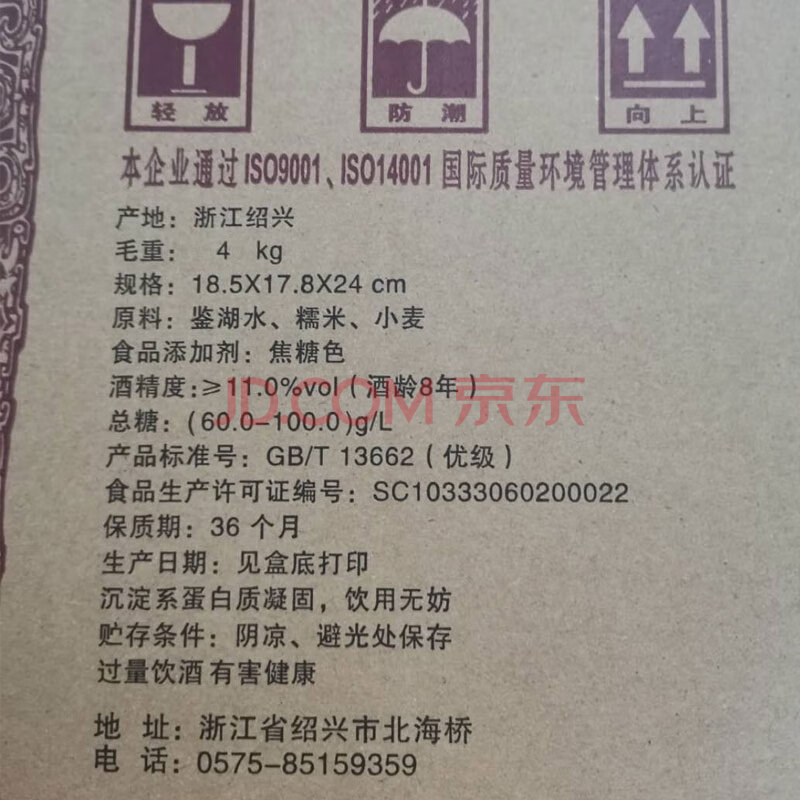 轻放
防潮
向上
本企业通过ISO9001、ISO14001国际质量环境管理体系认证
产地：浙江绍兴
毛重： 4 kg
规格：18.5X17.8X24 cm
原料：鉴湖水、糯米、小麦
食品添加剂：焦糖色
酒精度：≥11.0%vol（酒龄8年）
JD.COM 京东
总糖：(60.0-100.0)g/L
产品标准号：GB/T 13662（优级）
食品生产许可证编号：SC10333060200022
保质期：36 个月
生产日期：见盒底打印
沉淀系蛋白质凝固，饮用无妨
贮存条件：阴凉、避光处保存
过量饮酒 有害健康
地 址：浙江省绍兴市北海桥
电 话：0575-85159359